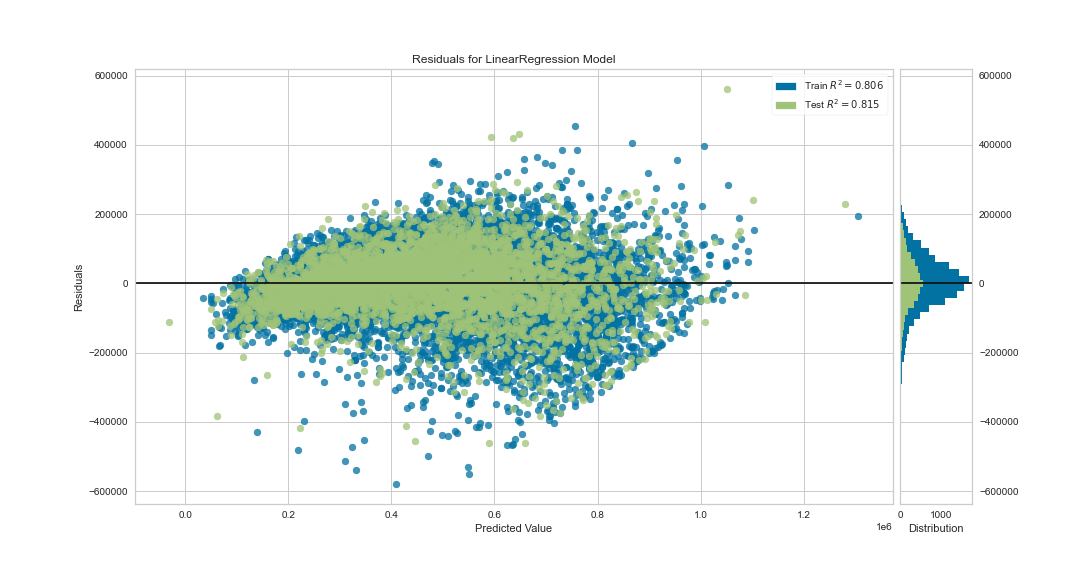 Residuals for LinearRegression Model
Train R² = 0.806
Test R² = 0.815
Residuals
600000
400000
200000
0
−200000
−400000
−600000
0.0 0.2 0.4 0.6 0.8 1.0 1.2
1e6
Predicted Value
600000
400000
200000
0
−200000
−400000
−600000
0 1000
Distribution